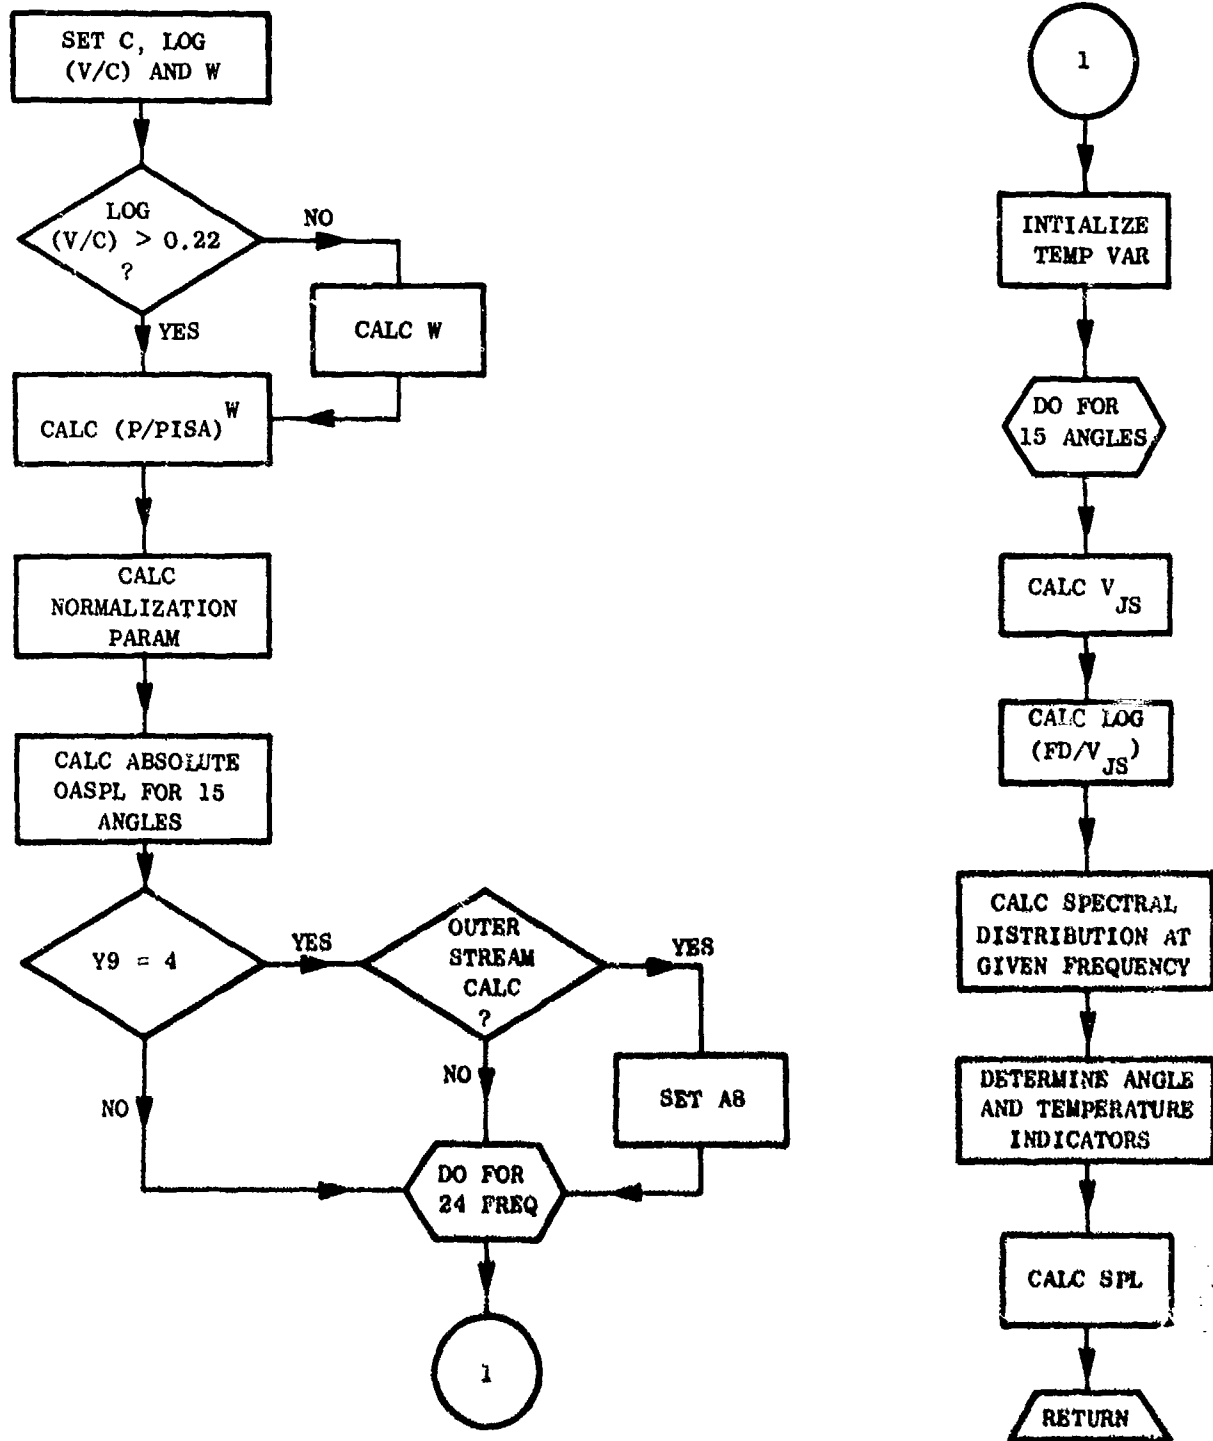 SET C, LOG
(V/C) AND W
LOG
(V/C) > 0.22
?
NO
CALC W
YES
CALC (P/PISA)^W
CALC
NORMALIZATION
PARAM
CALC ABSOLUTE
OASPL FOR 15
ANGLES
Y9 = 4
YES
OUTER
STREAM
CALC
?
YES
NO
NO
SET A8
DO FOR
24 FREQ
1
1
INTIALIZE
TEMP VAR
DO FOR
15 ANGLES
CALC V_JS
CALC LOG
(FD/V_JS)
CALC SPECTRAL
DISTRIBUTION AT
GIVEN FREQUENCY
DETERMINE ANGLE
AND TEMPERATURE
INDICATORS
CALC SPL
RETURN